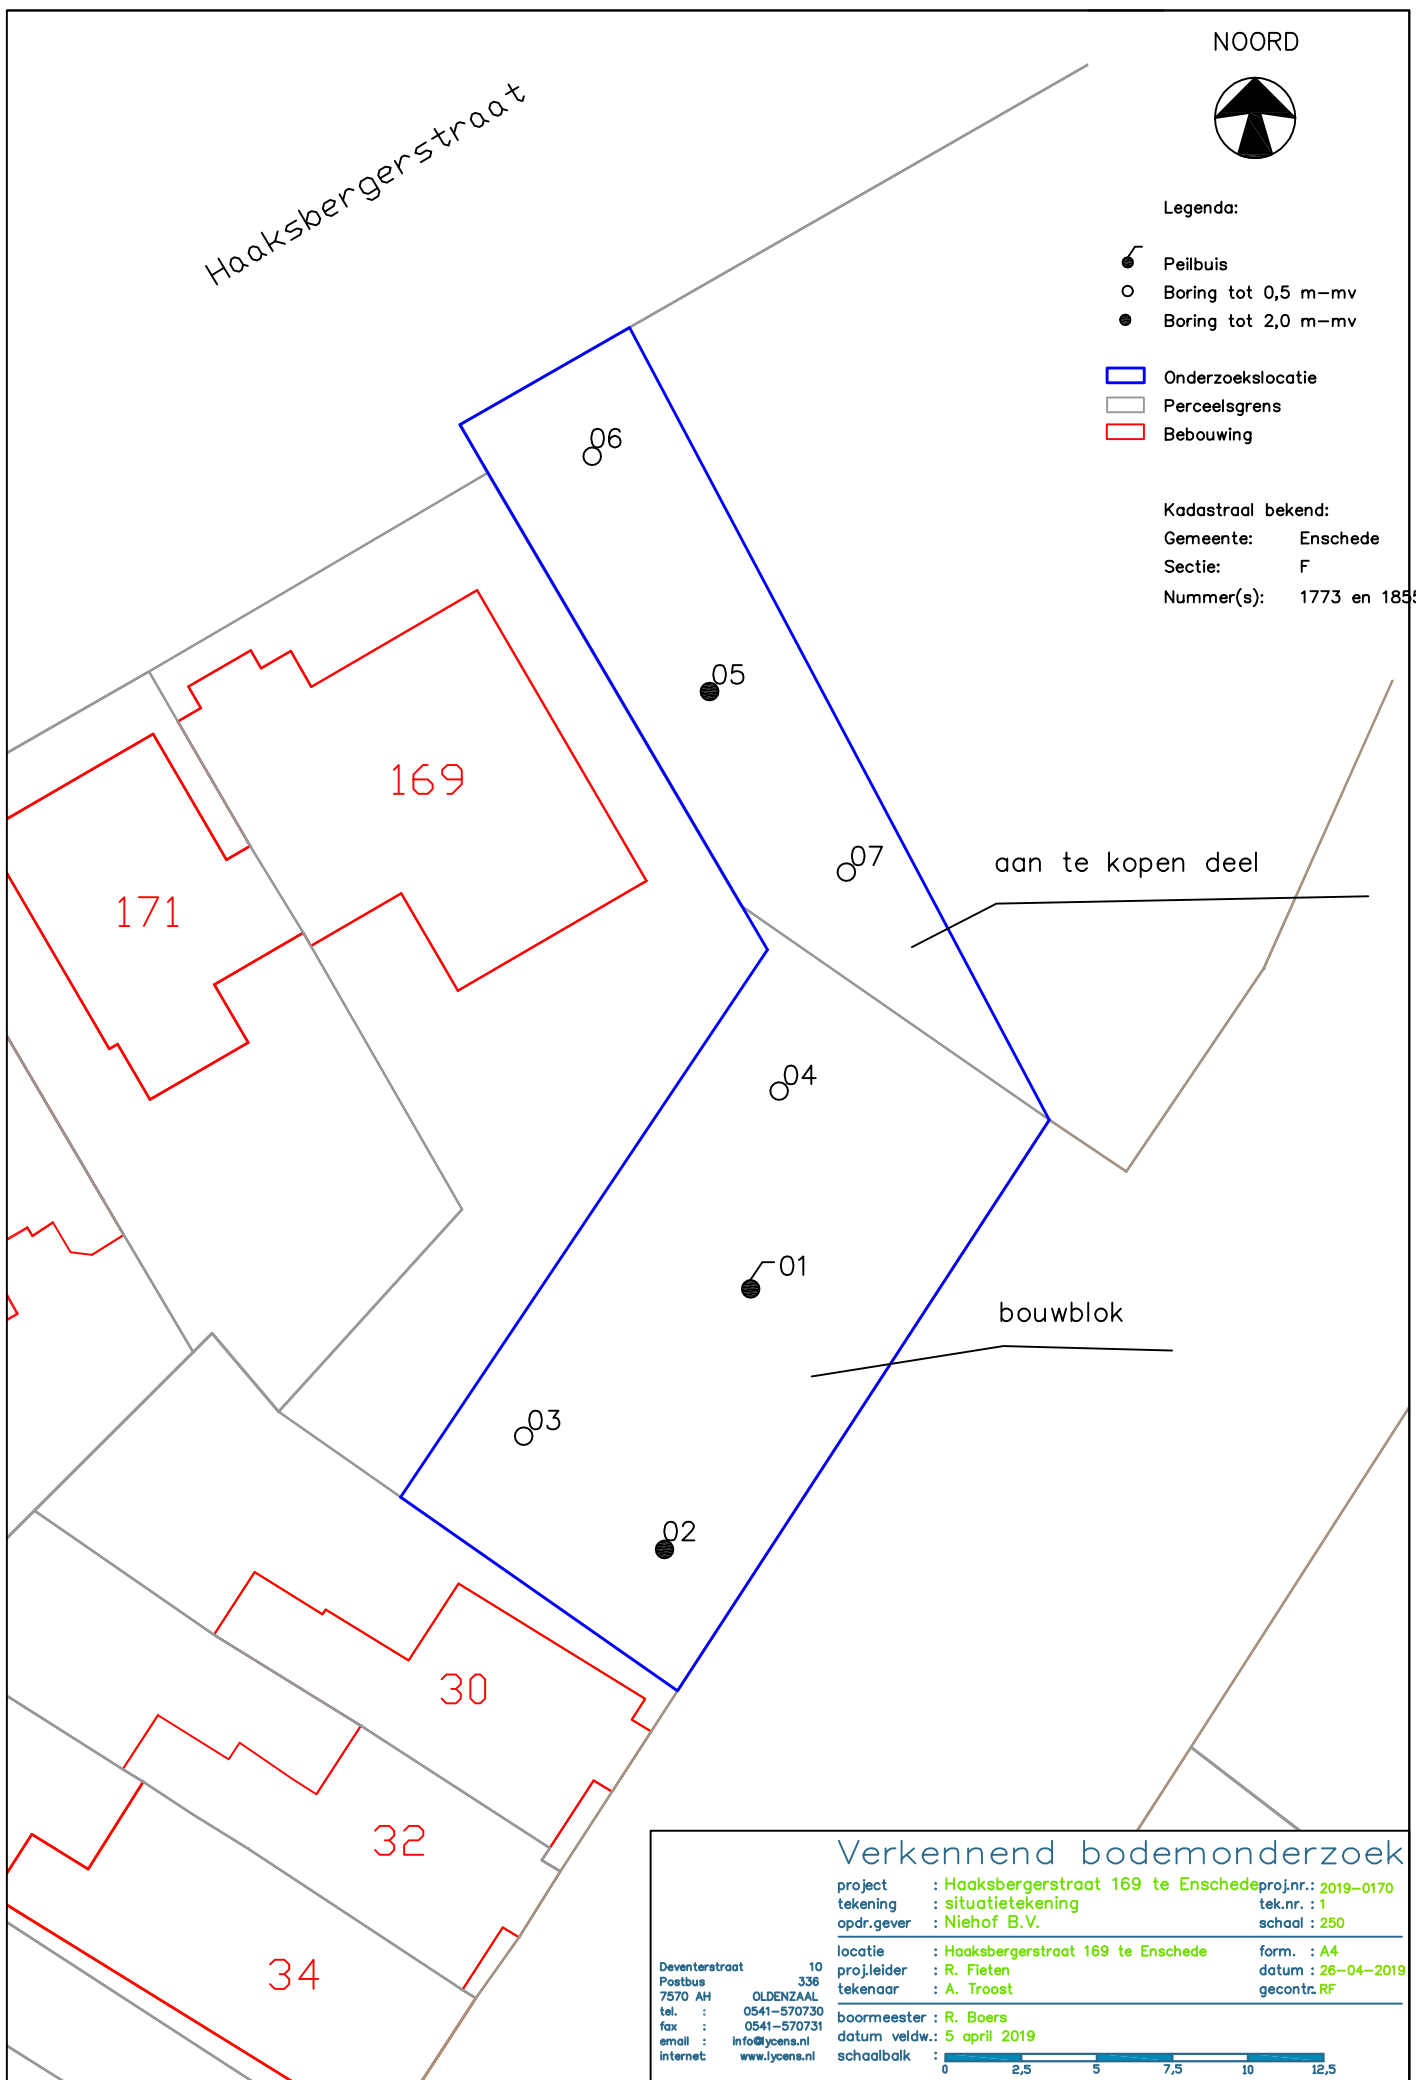 NOORD
Haaksbergerstraat
Legenda:
Peilbuis
Boring tot 0,5 m-mv
Boring tot 2,0 m-mv
Onderzoekslocatie
Perceelsgrens
Bebouwing
Kadastraal bekend:
Gemeente: Enschede
Sectie: F
Nummer(s): 1773 en 1855
06
05
169
07
aan te kopen deel
171
04
01
bouwblok
03
02
30
32
34
Verkennend bodemonderzoek
project : Haaksbergerstraat 169 te Enschede proj.nr.: 2019-0170
tekening : situatietekening tek.nr. : 1
opdr.gever : Niehof B.V. schaal : 250
locatie : Haaksbergerstraat 169 te Enschede form. : A4
proj.leider : R. Fieten datum : 26-04-2019
tekenaar : A. Troost gecontr.: RF
boormeester : R. Boers
datum veldw.: 5 april 2019
schaalbalk :
0 2,5 5 7,5 10 12,5
Deventerstraat 10
Postbus 336
7570 AH OLDENZAAL
tel. : 0541-570730
fax : 0541-570731
email : info@lycens.nl
internet: www.lycens.nl